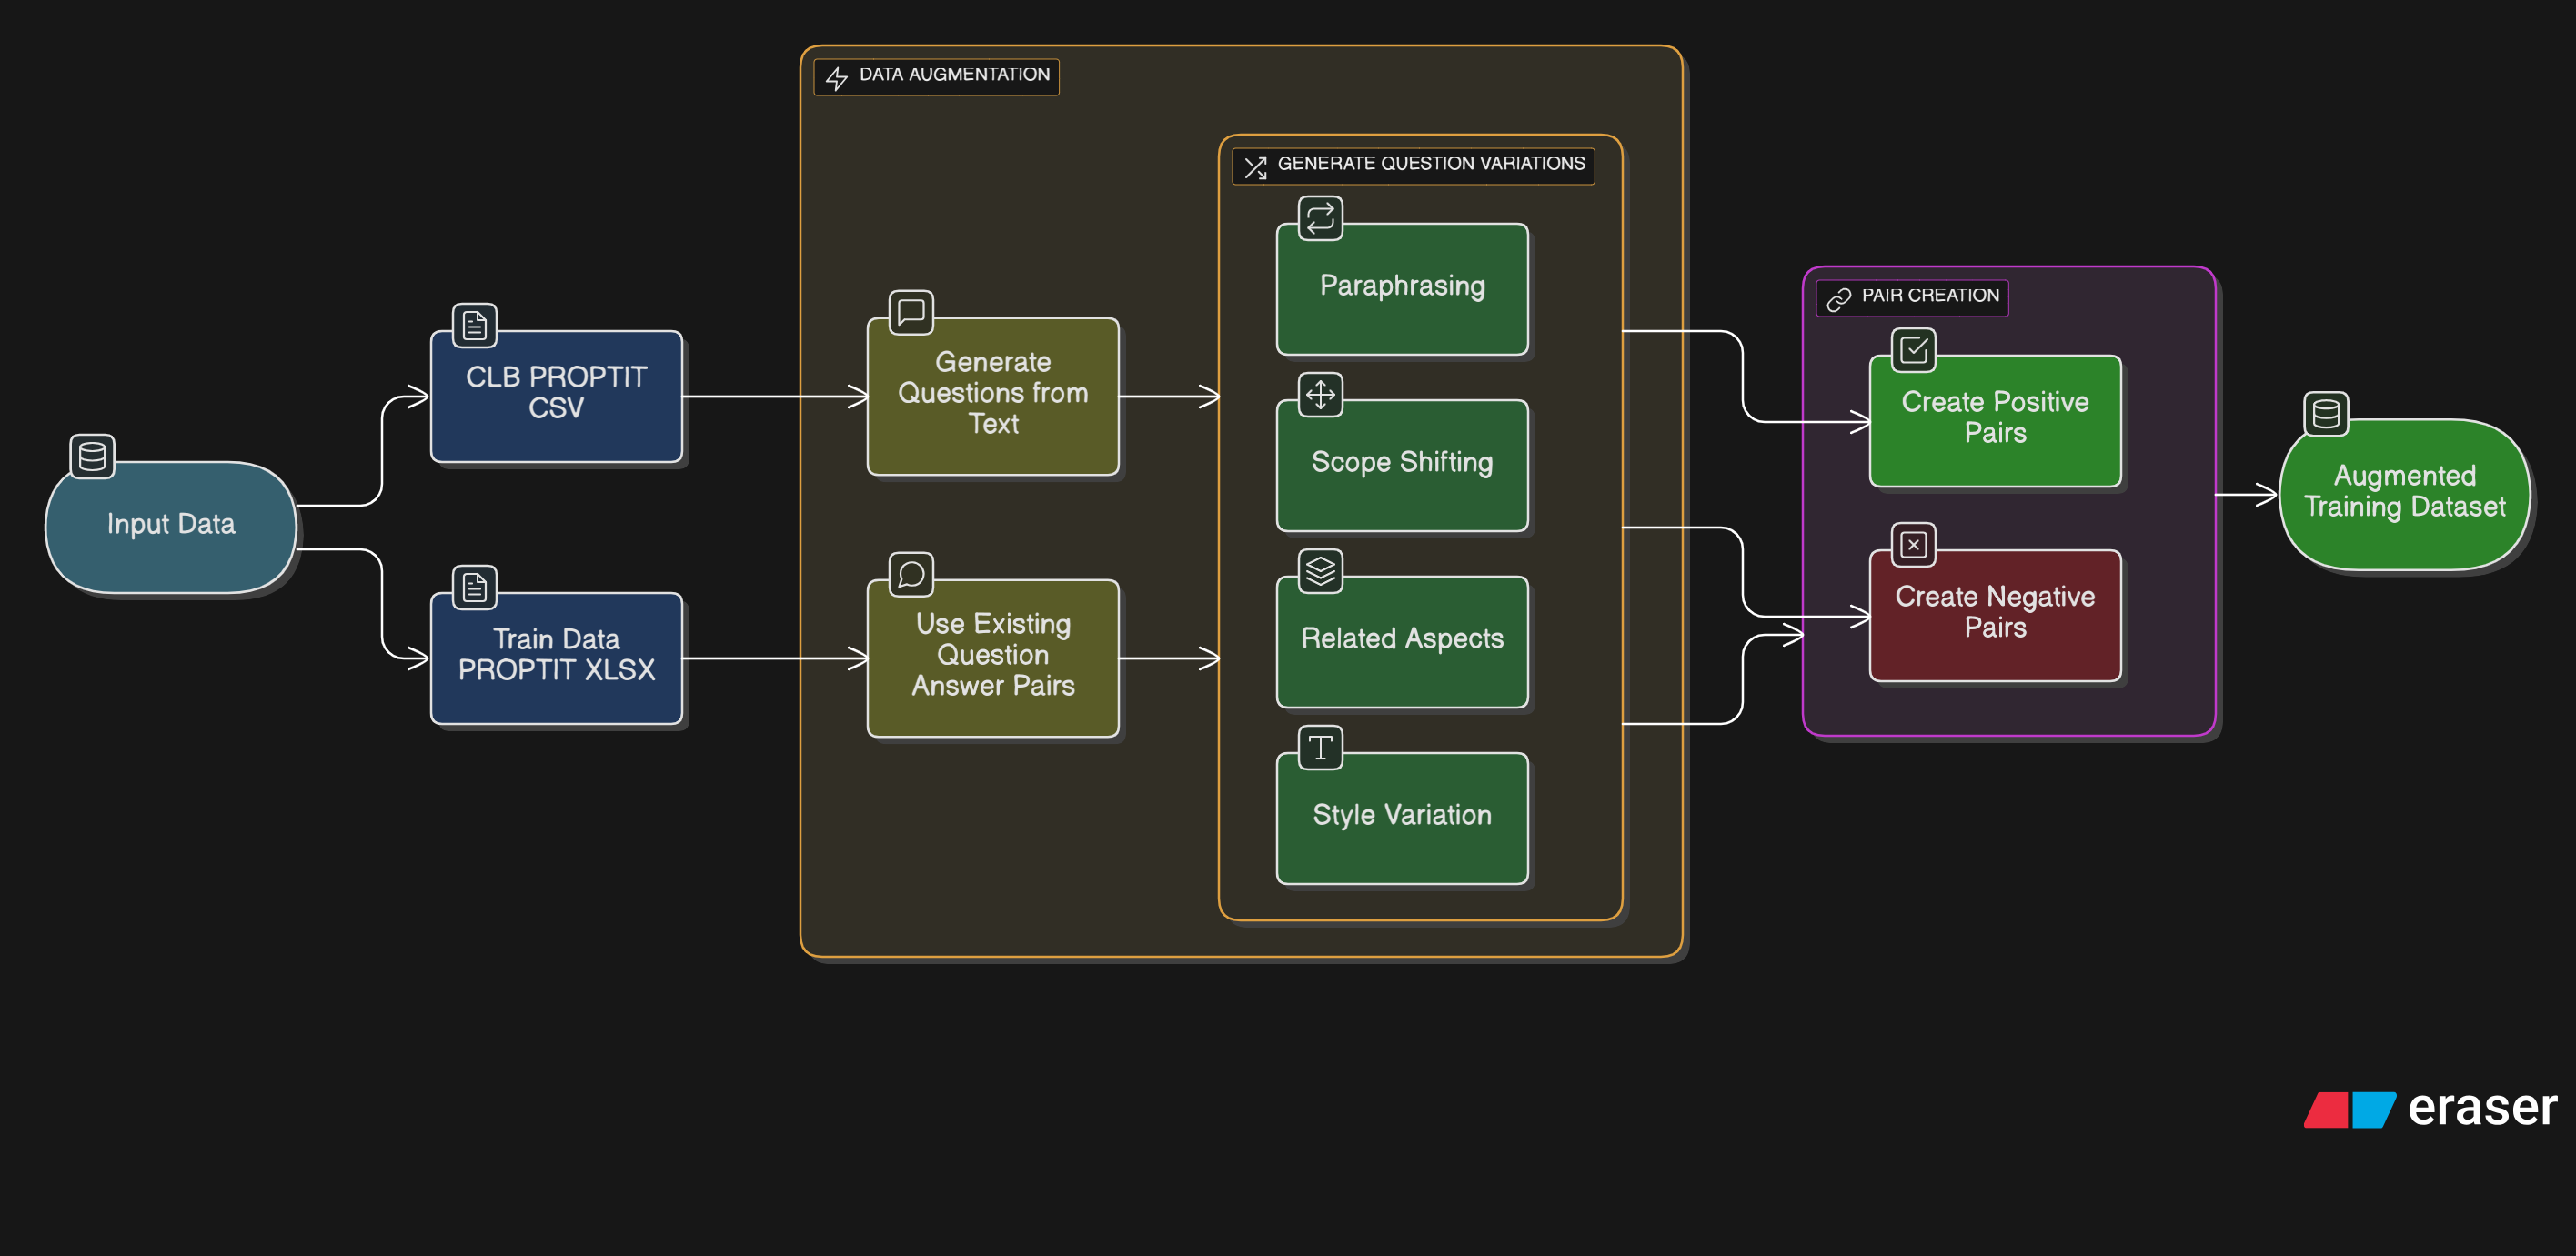 DATA AUGMENTATION
GENERATE QUESTION VARIATIONS
Paraphrasing
Scope Shifting
Related Aspects
Style Variation
Generate
Questions from
Text
Use Existing
Question
Answer Pairs
CLB PROPTIT
CSV
Train Data
PROPTIT XLSX
Input Data
PAIR CREATION
Create Positive
Pairs
Create Negative
Pairs
Augmented
Training Dataset
eraser